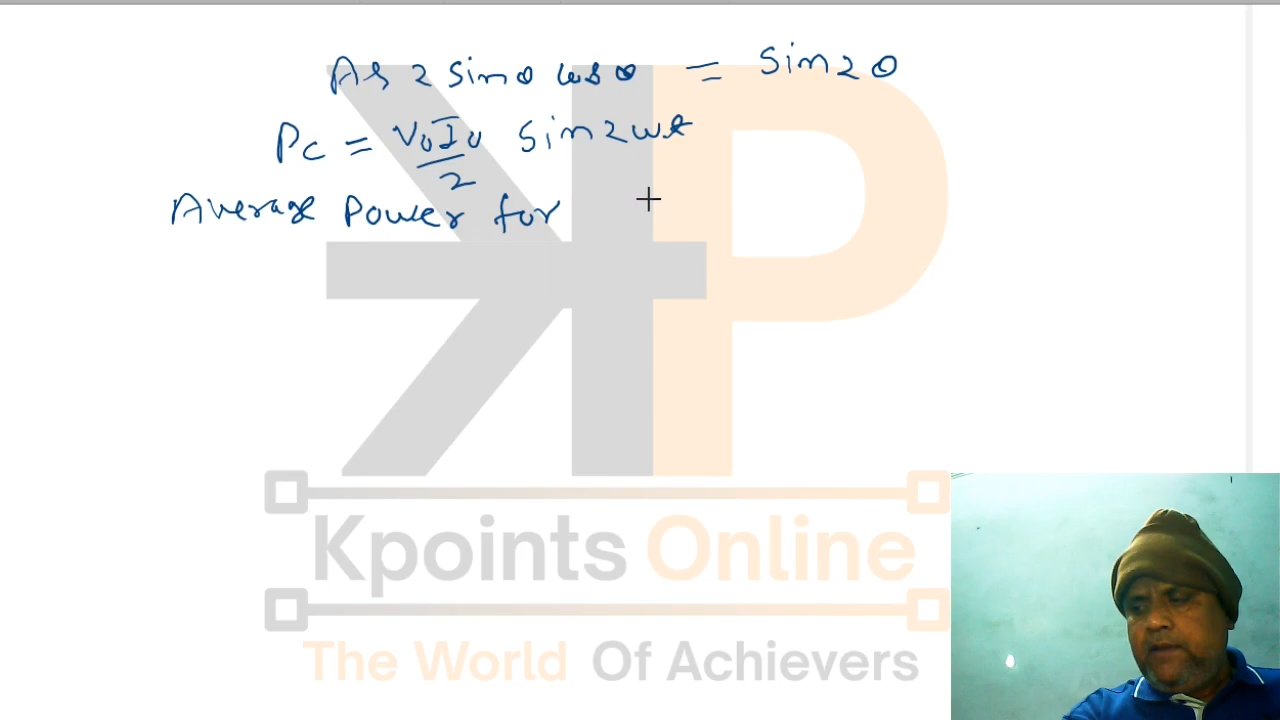 As 2 sinθ cosθ = sin2θ
Pc = V₀I₀/2 sin2ωt
Average Power for
Kpoints Online
The World Of Achievers